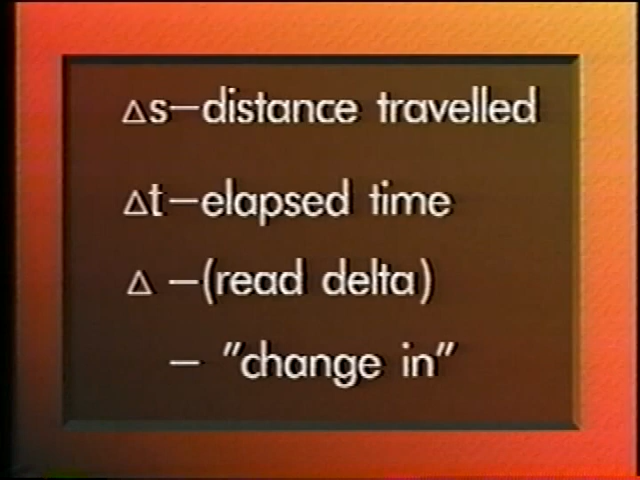 ∆s—distance travelled
∆t—elapsed time
∆ —(read delta)
— "change in"